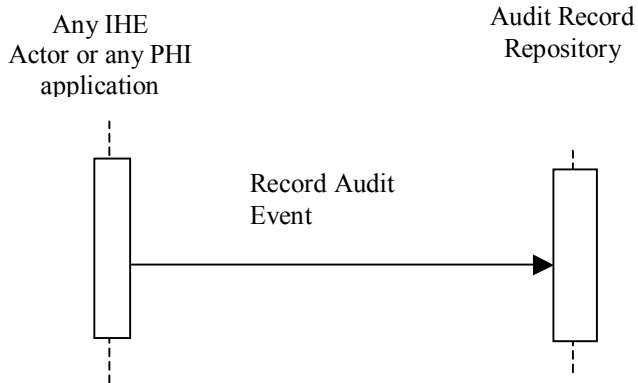 Any IHE
Actor or any PHI
application
Audit Record
Repository
Record Audit
Event